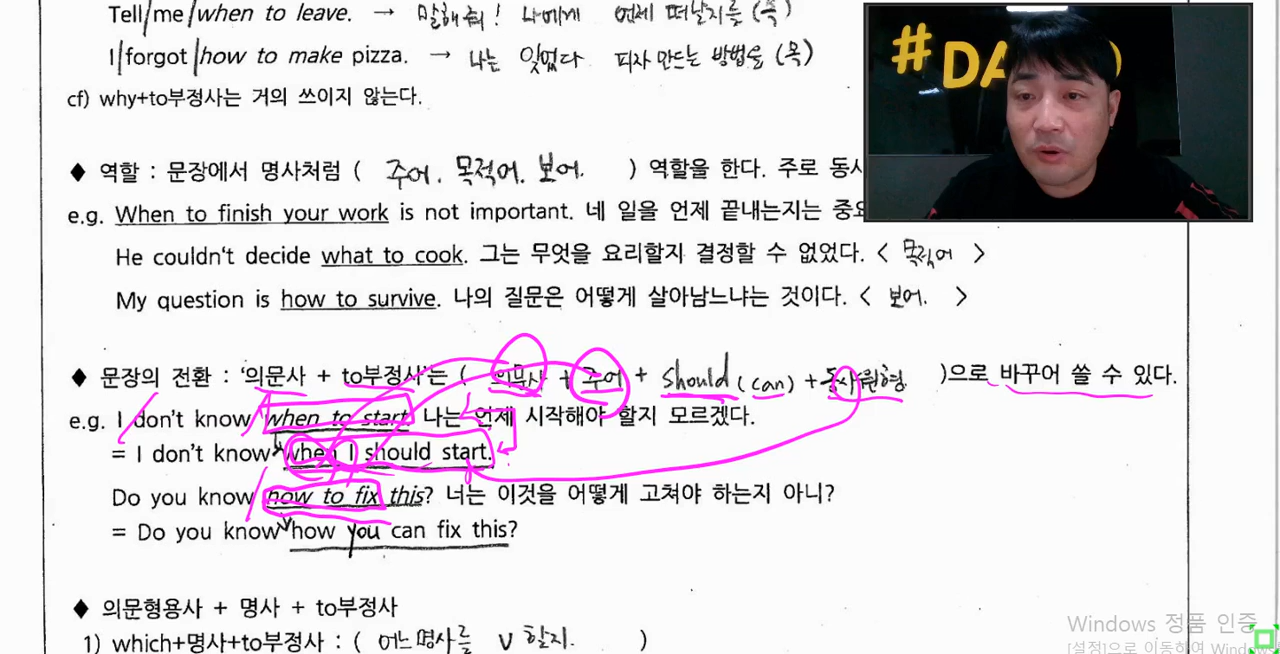 Tell/me/when to leave. → 말해줘! 나에게 언제 떠날지를 (목)
I/forgot/how to make pizza. → 나는 잊었다 피자 만드는 방법을 (목)
cf) why+to부정사는 거의 쓰이지 않는다.
#DA
◆ 역할 : 문장에서 명사처럼 ( 주어. 목적어. 보어. ) 역할을 한다. 주로 동사
e.g. When to finish your work is not important. 네 일을 언제 끝내는지는 중요
He couldn't decide what to cook. 그는 무엇을 요리할지 결정할 수 없었다. < 목적어 >
My question is how to survive. 나의 질문은 어떻게 살아남느냐는 것이다. < 보어. >
◆ 문장의 전환 : '의문사 + to부정사'는 ( 의문사 + 주어 + should (can) + 동사원형. )으로 바꾸어 쓸 수 있다.
e.g. I don't know when to start. 나는 언제 시작해야 할지 모르겠다.
= I don't know when I should start.
Do you know how to fix this? 너는 이것을 어떻게 고쳐야 하는지 아니?
= Do you know how you can fix this?
◆ 의문형용사 + 명사 + to부정사
1) which+명사+to부정사 : ( 어느 명사를 V 할지. )
Windows 정품 인증
[설정]으로 이동하여 Windows